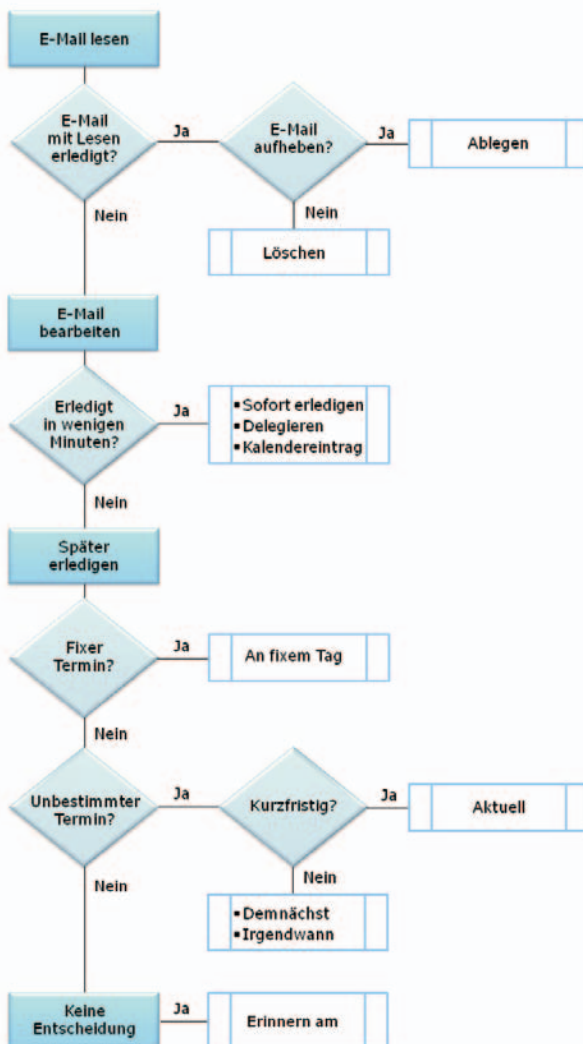 E-Mail lesen
E-Mail
mit Lesen
erledigt?
Ja
E-Mail
aufheben?
Ja
Ablegen
Nein
Nein
Löschen
E-Mail
bearbeiten
Erledigt
in wenigen
Minuten?
Ja
▪ Sofort erledigen
▪ Delegieren
▪ Kalendereintrag
Nein
Später
erledigen
Fixer
Termin?
Ja
An fixem Tag
Nein
Unbestimmter
Termin?
Ja
Kurzfristig?
Ja
Aktuell
Nein
Nein
▪ Demnächst
▪ Irgendwann
Keine
Entscheidung
Ja
Erinnern am